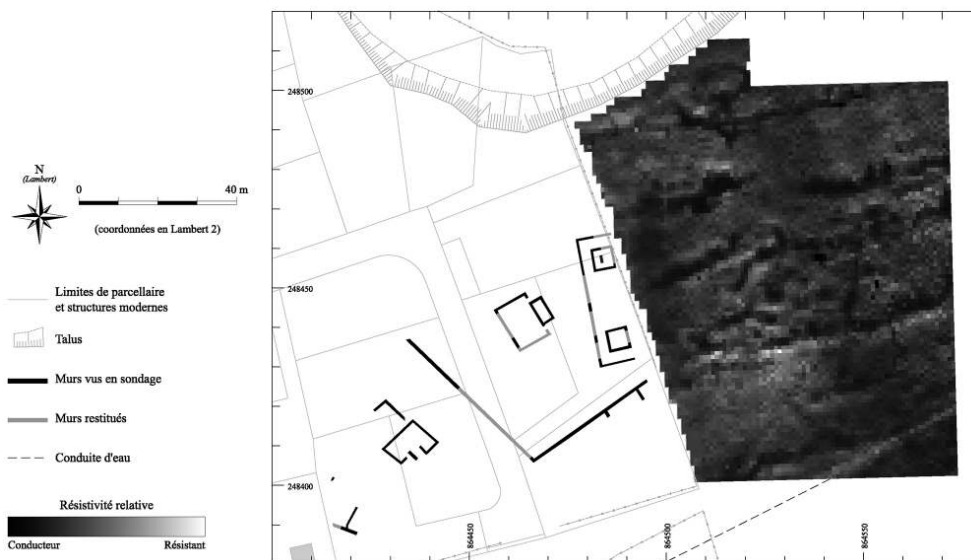 N
(Lambert)
0 40 m
(coordonnées en Lambert 2)
Limites de parcellaire
et structures modernes
Talus
Murs vus en sondage
Murs restitués
Conduite d'eau
Résistivité relative
Conducteur Résistant
248500
248450
248400
864450
864500
864550